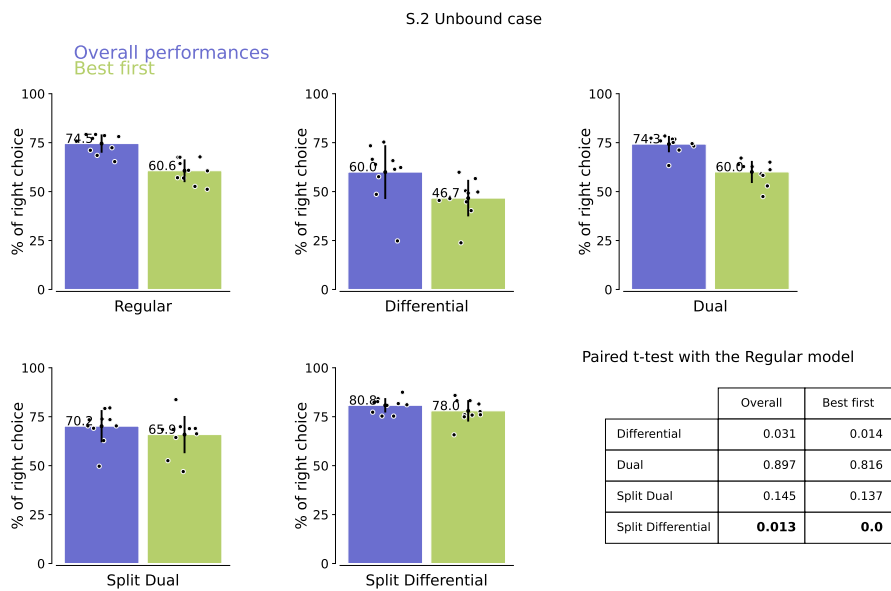 S.2 Unbound case
Overall performances
Best first
100
75
50
25
0
% of right choice
74.5
60.6
Regular
100
75
50
25
0
% of right choice
60.0
46.7
Differential
100
75
50
25
0
% of right choice
74.3
60.0
Dual
100
75
50
25
0
% of right choice
70.2
65.9
Split Dual
100
75
50
25
0
% of right choice
80.8
78.0
Split Differential
Paired t-test with the Regular model
Overall Best first
Differential 0.031 0.014
Dual 0.897 0.816
Split Dual 0.145 0.137
Split Differential 0.013 0.0